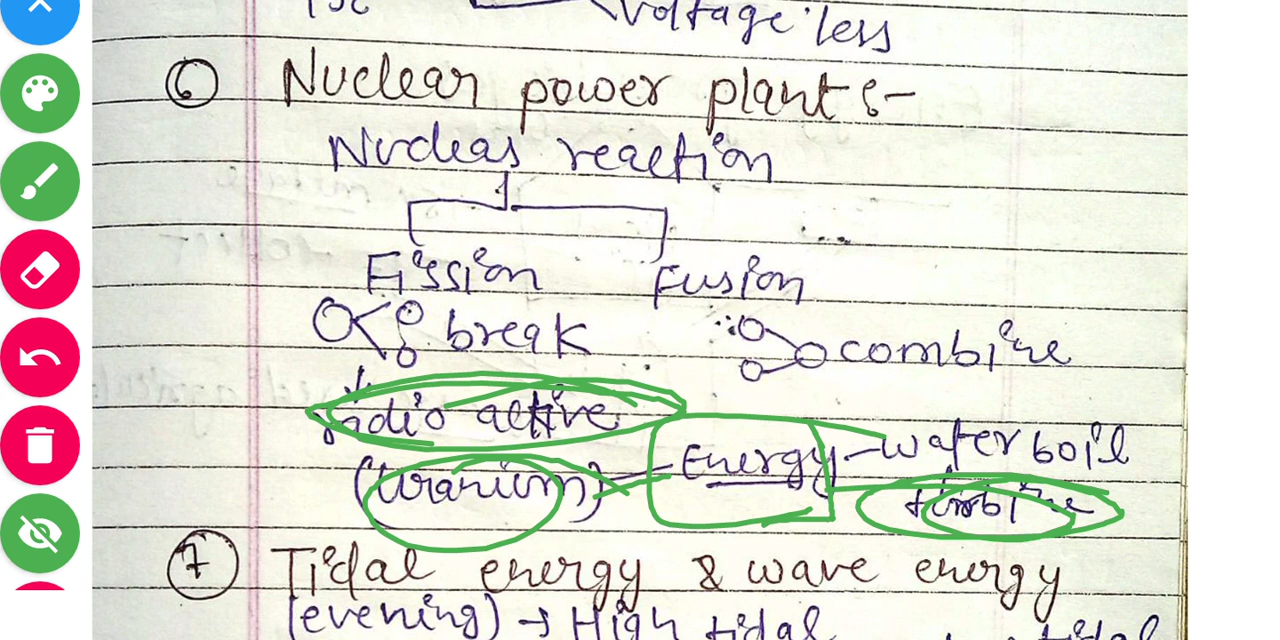 voltage less
⑥ Nuclear power plant :-
Nuclear reaction
Fission Fusion
break combine
radio active
(Uranium) — Energy — water boil
turbine
⑦ Tidal energy & wave energy
(evening) → High tidal